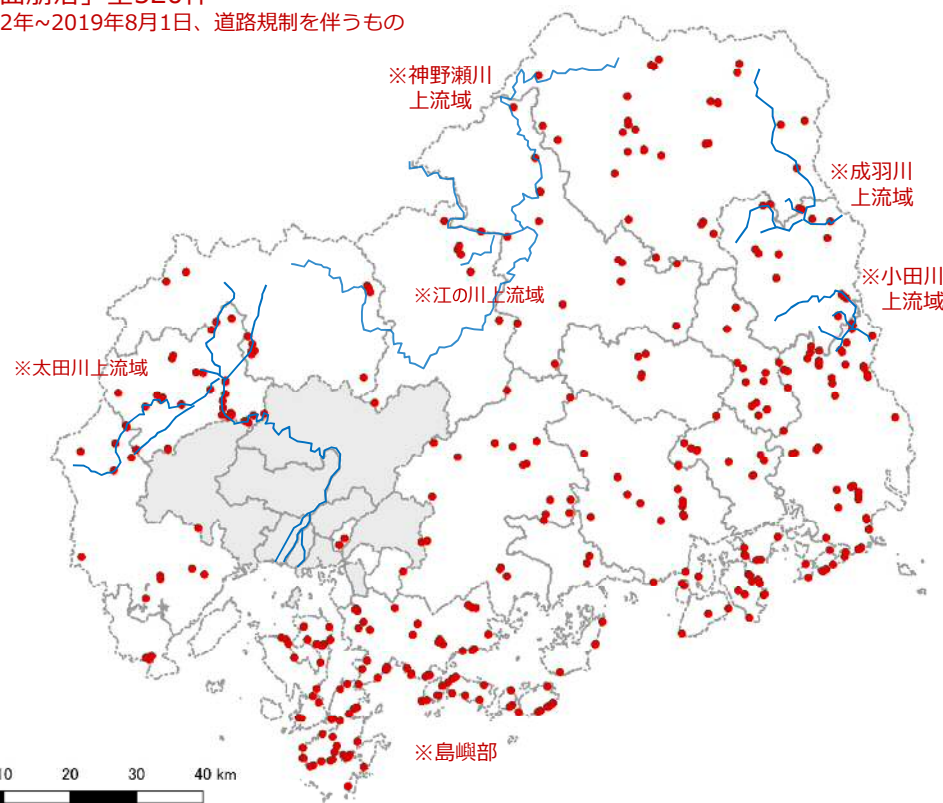 2年~2019年8月1日、道路規制を伴うもの
※神野瀬川
上流域
※成羽川
上流域
※小田川
上流域
※江の川上流域
※太田川上流域
※島嶼部
10 20 30 40 km